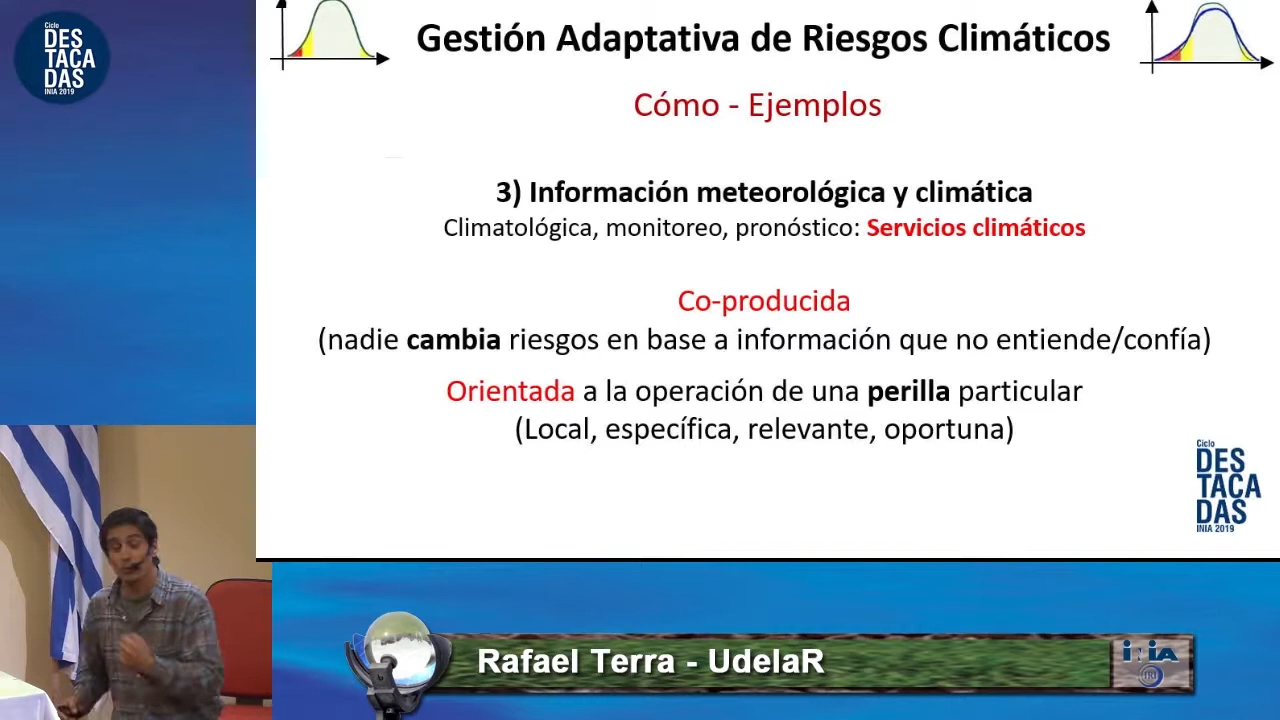 Ciclo
DES
TACA
DAS
INIA 2019
Gestión Adaptativa de Riesgos Climáticos
Cómo - Ejemplos
3) Información meteorológica y climática
Climatológica, monitoreo, pronóstico: Servicios climáticos
Co-producida
(nadie cambia riesgos en base a información que no entiende/confía)
Orientada a la operación de una perilla particular
(Local, específica, relevante, oportuna)
Ciclo
DES
TACA
DAS
INIA 2019
Rafael Terra - UdelaR
inia